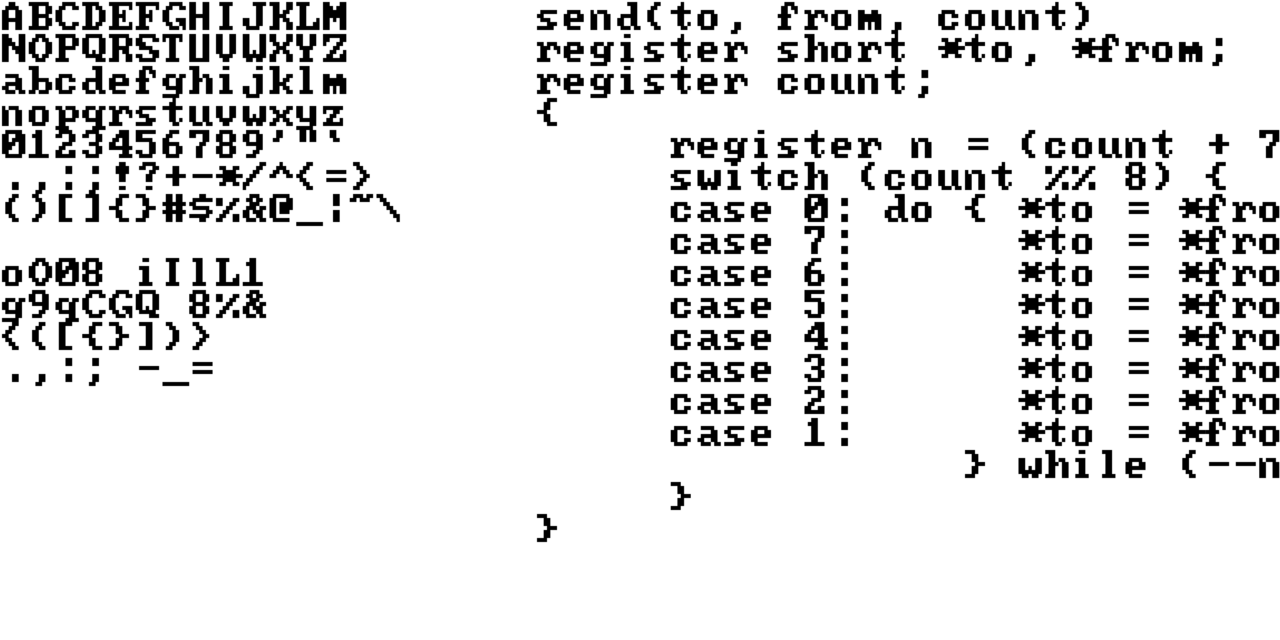 ABCDEFGHIJKLM
NOPQRSTUVWXYZ
abcdefghijklm
nopqrstuvwxyz
0123456789'"`
.,:;!?+-*/^<=>
()[]{}#$%&@_¦~\
oO08 iIlL1
g9qCGQ 8%&
<([{}])>
.,:; -_=
send(to, from, count)
register short *to, *from;
register count;
{
     register n = (count + 7
     switch (count %% 8) {
     case 0: do { *to = *fro
     case 7:      *to = *fro
     case 6:      *to = *fro
     case 5:      *to = *fro
     case 4:      *to = *fro
     case 3:      *to = *fro
     case 2:      *to = *fro
     case 1:      *to = *fro
                } while (--n
     }
}